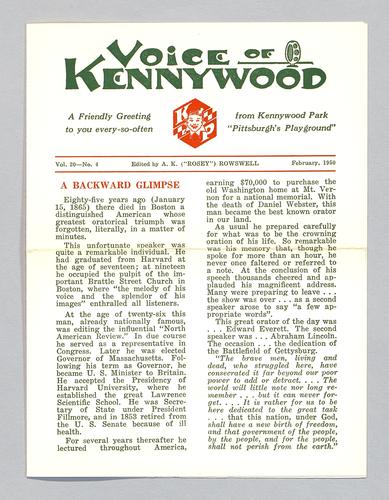 VOICE OF
KENNYWOOD
A Friendly Greeting
to you every-so-often
K
K P
from Kennywood Park
"Pittsburgh's Playground"
Vol. 20—No. 4
Edited by A. K. ("ROSEY") ROWSWELL
February, 1950
A BACKWARD GLIMPSE
Eighty-five years ago (January
15, 1865) there died in Boston a
distinguished American whose
greatest oratorical triumph was
forgotten, literally, in a matter of
minutes.
This unfortunate speaker was
quite a remarkable individual. He
had graduated from Harvard at
the age of seventeen; at nineteen
he occupied the pulpit of the im-
portant Brattle Street Church in
Boston, where "the melody of his
voice and the splendor of his
images" enthralled all listeners.
At the age of twenty-six this
man, already nationally famous,
was editing the influential "North
American Review." In due course
he served as a representative in
Congress. Later he was elected
Governor of Massachusetts. Fol-
lowing his term as Governor, he
became U. S. Minister to Britain.
He accepted the Presidency of
Harvard University, where he
established the great Lawrence
Scientific School. He was Secre-
tary of State under President
Fillmore, and in 1853 retired from
the U. S. Senate because of ill
health.
For several years thereafter he
lectured throughout America,
earning $70,000 to purchase the
old Washington home at Mt. Ver-
non for a national memorial. With
the death of Daniel Webster, this
man became the best known orator
in our land.
As usual he prepared carefully
for what was to be the crowning
oration of his life. So remarkable
was his memory that, though he
spoke for more than an hour, he
never once faltered or referred to
a note. At the conclusion of his
speech thousands cheered and ap-
plauded his magnificent address.
Many were preparing to leave . . .
the show was over . . . as a second
speaker arose to say "a few ap-
propriate words".
This great orator of the day was
. . . Edward Everett. The second
speaker was . . . Abraham Lincoln.
The occasion . . . the dedication of
the Battlefield of Gettysburg.
"The brave men, living and
dead, who struggled here, have
consecrated it far beyond our poor
power to add or detract. . . . The
world will little note nor long re-
member . . . but it can never for-
get. . . . It is rather for us to be
here dedicated to the great task
. . . that this nation, under God,
shall have a new birth of freedom,
and that government of the people,
by the people, and for the people,
shall not perish from the earth."